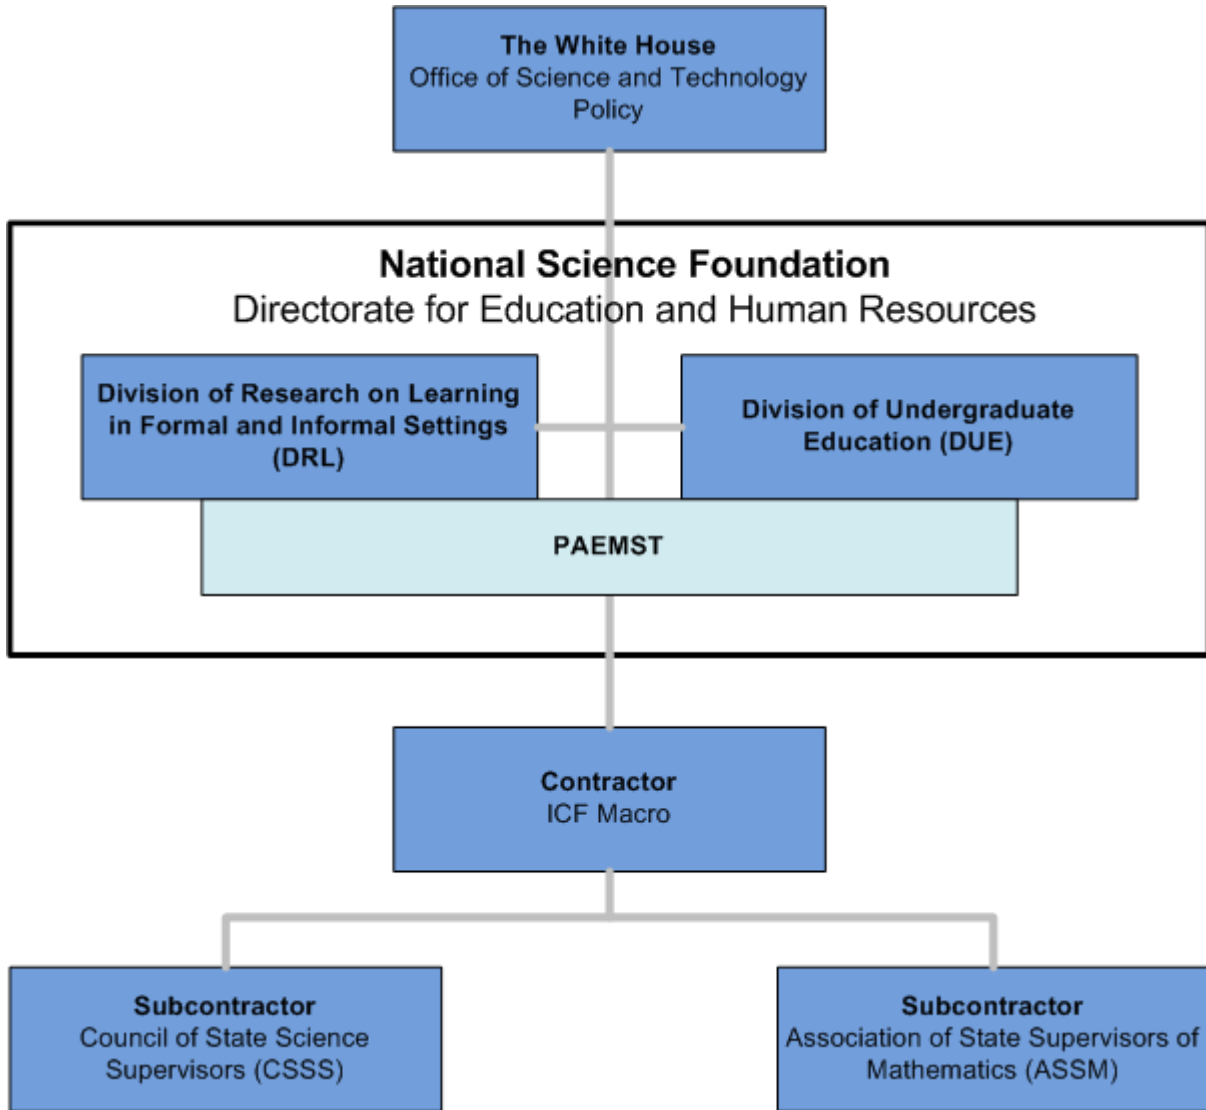 The White House
Office of Science and Technology
Policy
National Science Foundation
Directorate for Education and Human Resources
Division of Research on Learning
in Formal and Informal Settings
(DRL)
Division of Undergraduate
Education (DUE)
PAEMST
Contractor
ICF Macro
Subcontractor
Council of State Science
Supervisors (CSSS)
Subcontractor
Association of State Supervisors of
Mathematics (ASSM)